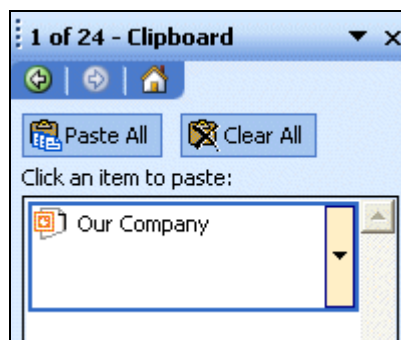 1 of 24 - Clipboard
Paste All Clear All
Click an item to paste:
Our Company